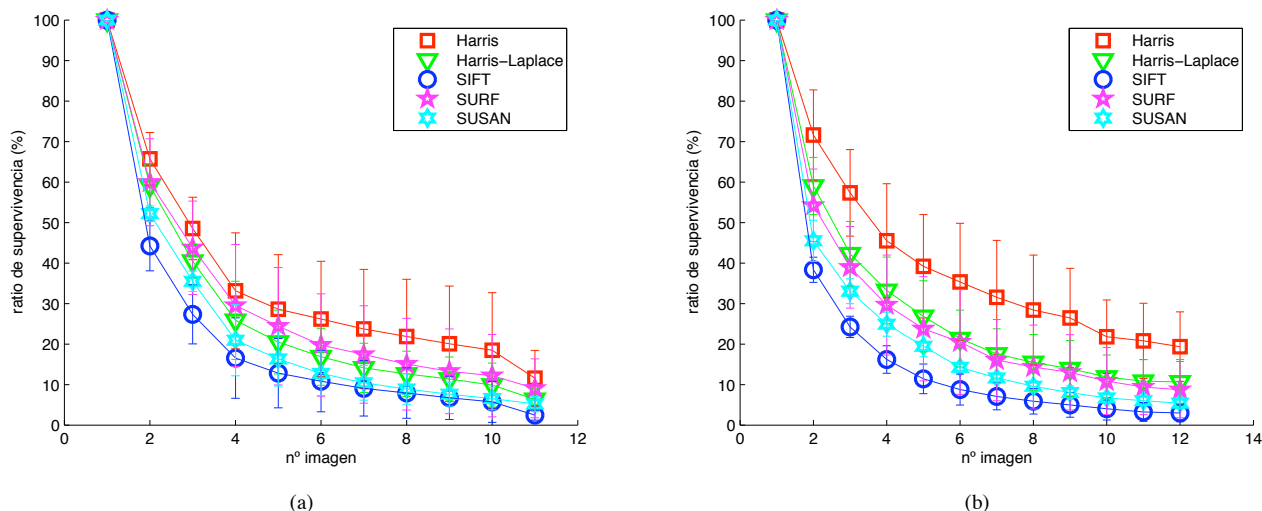 100
90
80
70
60
50
40
30
20
10
0
0
2
4
6
8
10
12
nº imagen
ratio de supervivencia (%)
Harris
Harris−Laplace
SIFT
SURF
SUSAN
(a)
100
90
80
70
60
50
40
30
20
10
0
0
2
4
6
8
10
12
14
nº imagen
ratio de supervivencia (%)
Harris
Harris−Laplace
SIFT
SURF
SUSAN
(b)